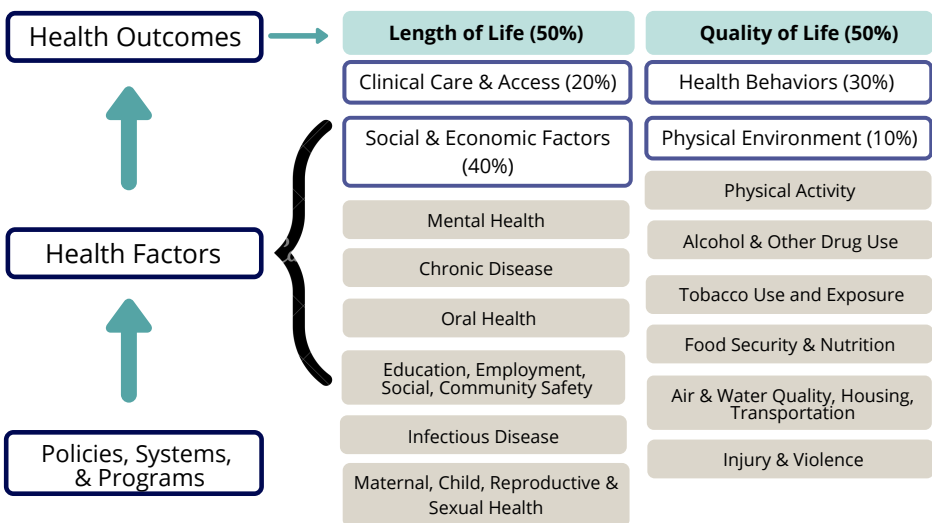 Health Outcomes
Length of Life (50%)
Quality of Life (50%)
Clinical Care & Access (20%)
Health Behaviors (30%)
Social & Economic Factors
(40%)
Physical Environment (10%)
Physical Activity
Mental Health
Alcohol & Other Drug Use
Health Factors
Chronic Disease
Tobacco Use and Exposure
Oral Health
Food Security & Nutrition
Education, Employment,
Social, Community Safety
Air & Water Quality, Housing,
Transportation
Infectious Disease
Injury & Violence
Policies, Systems,
& Programs
Maternal, Child, Reproductive &
Sexual Health